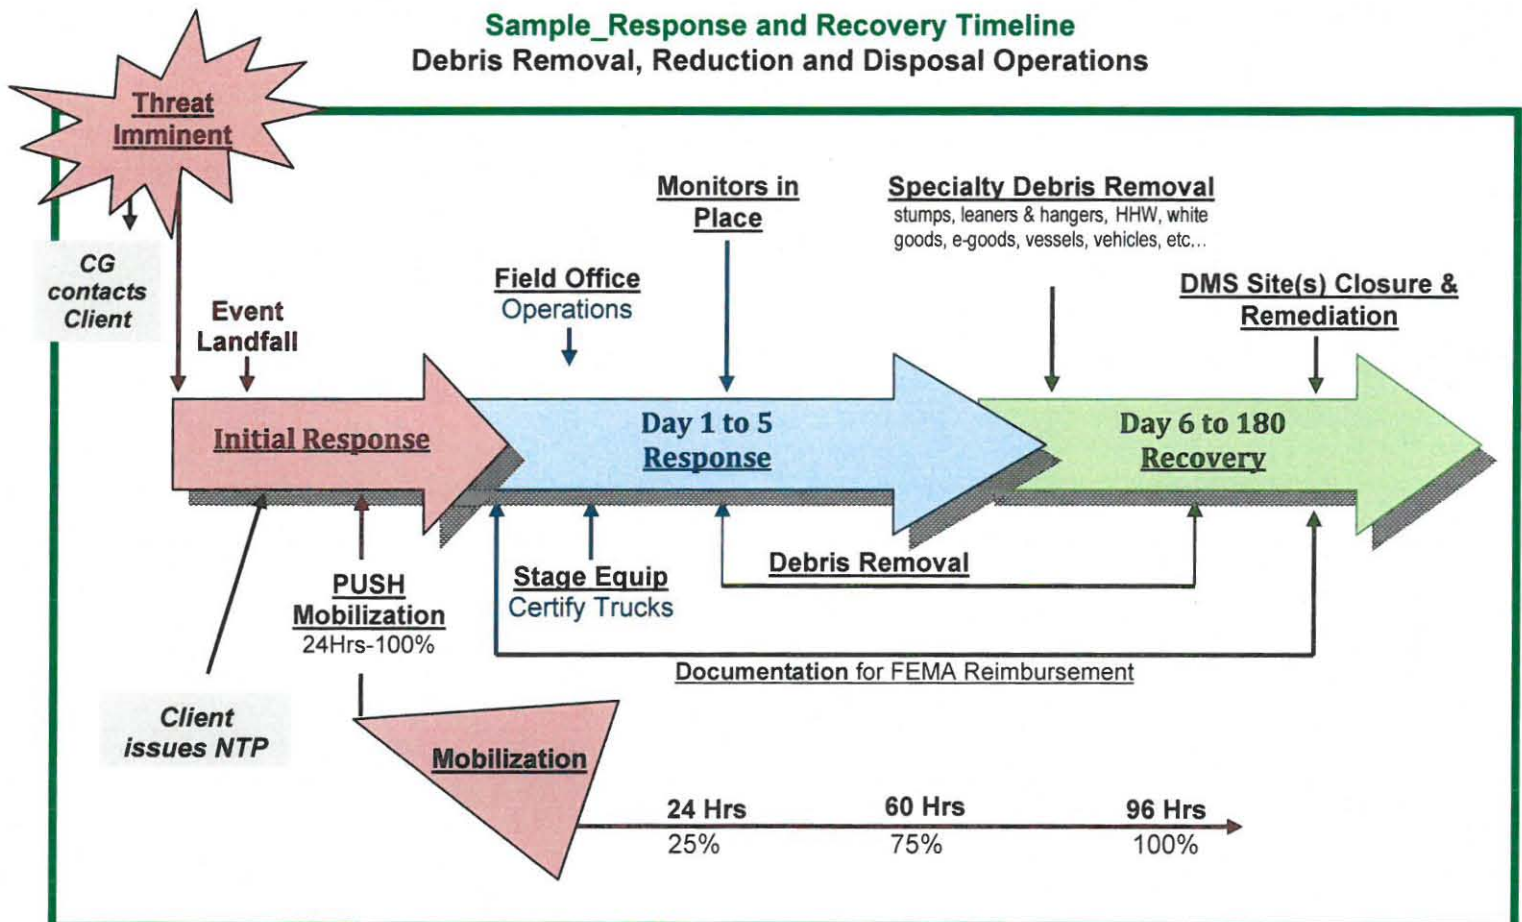 Sample_Response and Recovery Timeline
Debris Removal, Reduction and Disposal Operations
Threat
Imminent
CG
contacts
Client
Event
Landfall
Field Office
Operations
Monitors in
Place
Specialty Debris Removal
stumps, leaners & hangers, HHW, white
goods, e-goods, vessels, vehicles, etc...
DMS Site(s) Closure &
Remediation
Initial Response
Day 1 to 5
Response
Day 6 to 180
Recovery
PUSH
Mobilization
24Hrs-100%
Stage Equip
Certify Trucks
Debris Removal
Documentation for FEMA Reimbursement
Client
issues NTP
Mobilization
24 Hrs
25%
60 Hrs
75%
96 Hrs
100%